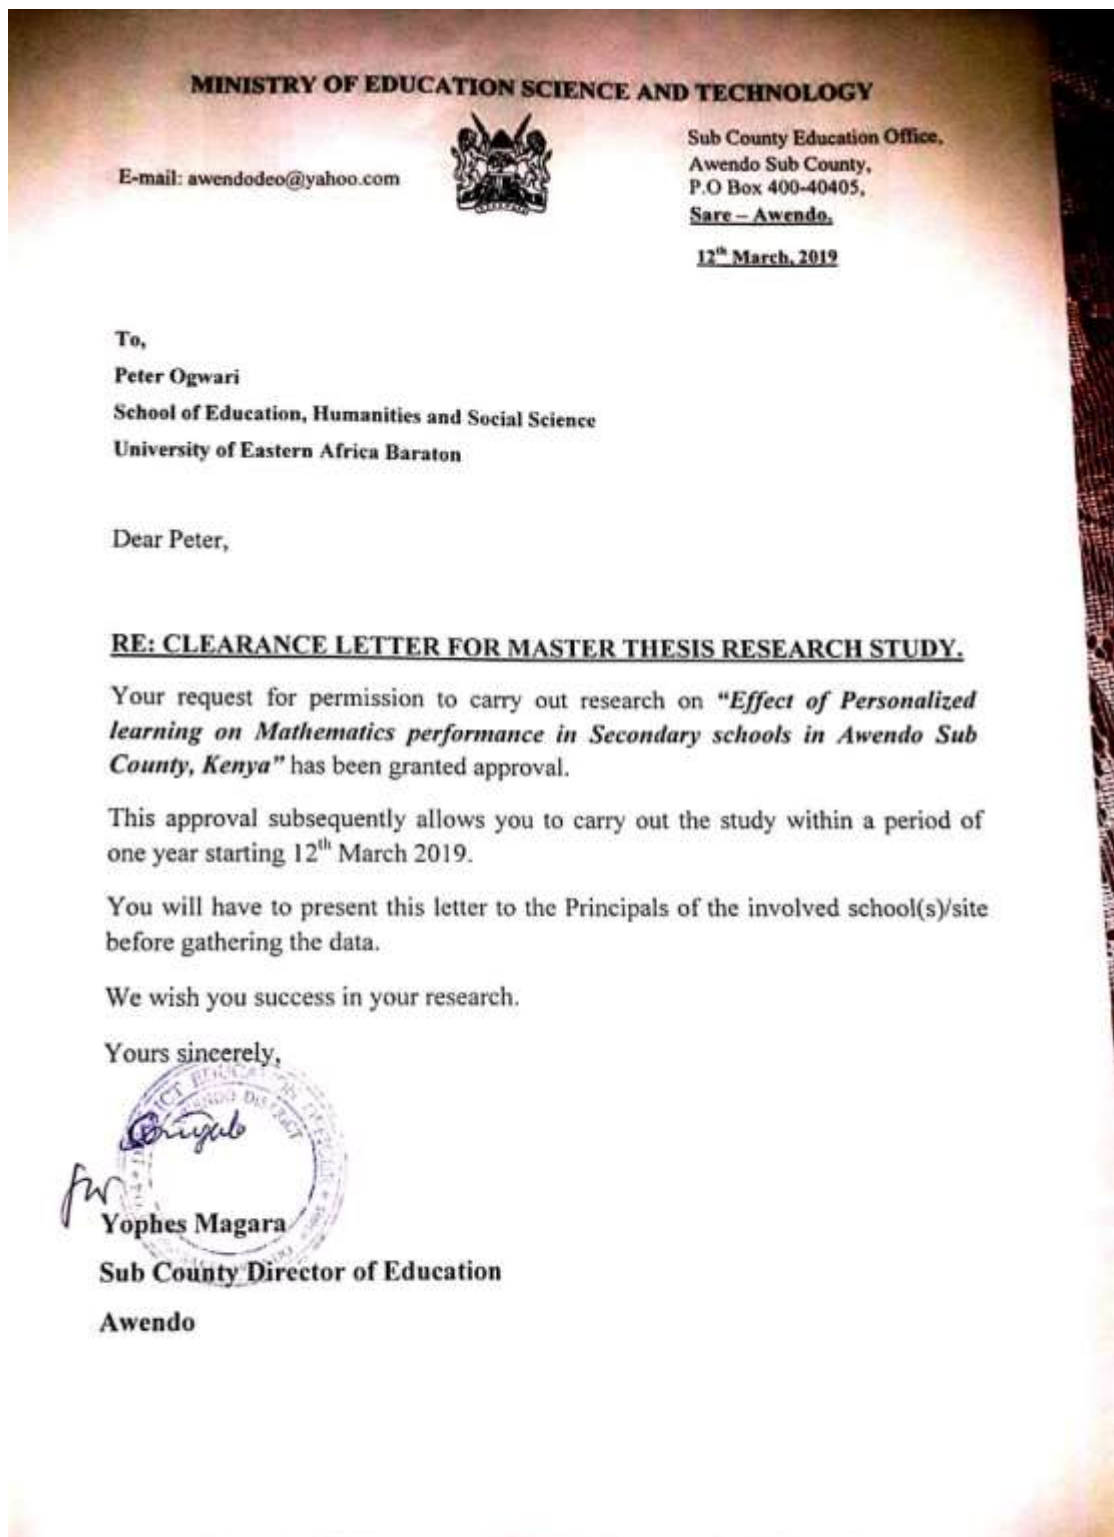 MINISTRY OF EDUCATION SCIENCE AND TECHNOLOGY
E-mail: awendodeo@yahoo.com
Sub County Education Office,
Awendo Sub County,
P.O Box 400-40405,
Sare – Awendo.
12th March, 2019
To,
Peter Ogwari
School of Education, Humanities and Social Science
University of Eastern Africa Baraton
Dear Peter,
RE: CLEARANCE LETTER FOR MASTER THESIS RESEARCH STUDY.
Your request for permission to carry out research on “Effect of Personalized
learning on Mathematics performance in Secondary schools in Awendo Sub
County, Kenya” has been granted approval.
This approval subsequently allows you to carry out the study within a period of
one year starting 12th March 2019.
You will have to present this letter to the Principals of the involved school(s)/site
before gathering the data.
We wish you success in your research.
Yours sincerely,
for
Yophes Magara
Sub County Director of Education
Awendo